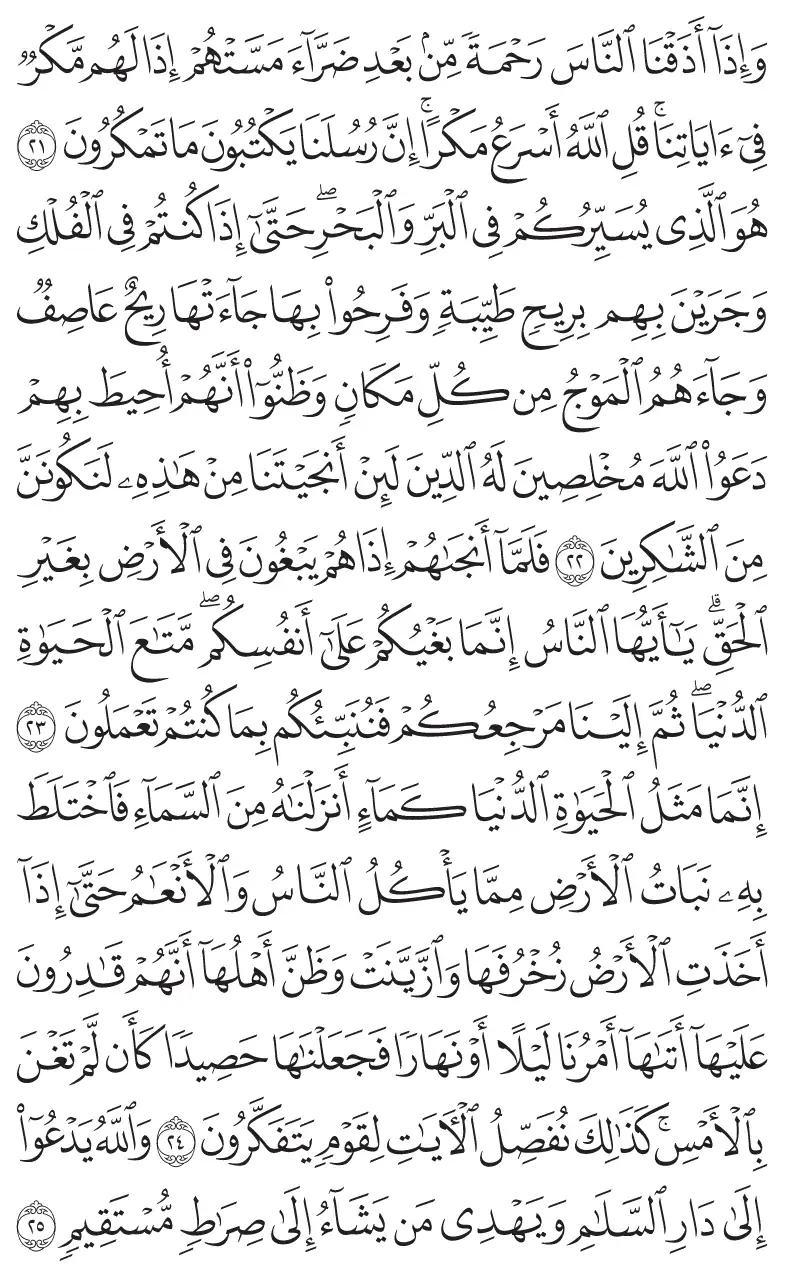 وَإِذَآ أَذَقْنَا ٱلنَّاسَ رَحْمَةً مِّنۢ بَعْدِ ضَرَّآءَ مَسَّتْهُمْ إِذَا لَهُم مَّكْرٌ
فِىٓ ءَايَاتِنَا ۚ قُلِ ٱللَّهُ أَسْرَعُ مَكْرًا ۚ إِنَّ رُسُلَنَا يَكْتُبُونَ مَا تَمْكُرُونَ ٢١
هُوَ ٱلَّذِى يُسَيِّرُكُمْ فِى ٱلْبَرِّ وَٱلْبَحْرِ ۖ حَتَّىٰٓ إِذَا كُنتُمْ فِى ٱلْفُلْكِ
وَجَرَيْنَ بِهِم بِرِيحٍ طَيِّبَةٍ وَفَرِحُوا۟ بِهَا جَآءَتْهَا رِيحٌ عَاصِفٌ
وَجَآءَهُمُ ٱلْمَوْجُ مِن كُلِّ مَكَانٍ وَظَنُّوٓا۟ أَنَّهُمْ أُحِيطَ بِهِمْ
دَعَوُا۟ ٱللَّهَ مُخْلِصِينَ لَهُ ٱلدِّينَ لَئِنْ أَنجَيْتَنَا مِنْ هَـٰذِهِۦ لَنَكُونَنَّ
مِنَ ٱلشَّـٰكِرِينَ ٢٢ فَلَمَّآ أَنجَىٰهُمْ إِذَا هُمْ يَبْغُونَ فِى ٱلْأَرْضِ بِغَيْرِ
ٱلْحَقِّ ۗ يَـٰٓأَيُّهَا ٱلنَّاسُ إِنَّمَا بَغْيُكُمْ عَلَىٰٓ أَنفُسِكُم ۖ مَّتَـٰعَ ٱلْحَيَوٰةِ
ٱلدُّنْيَا ۖ ثُمَّ إِلَيْنَا مَرْجِعُكُمْ فَنُنَبِّئُكُم بِمَا كُنتُمْ تَعْمَلُونَ ٢٣
إِنَّمَا مَثَلُ ٱلْحَيَوٰةِ ٱلدُّنْيَا كَمَآءٍ أَنزَلْنَـٰهُ مِنَ ٱلسَّمَآءِ فَٱخْتَلَطَ
بِهِۦ نَبَاتُ ٱلْأَرْضِ مِمَّا يَأْكُلُ ٱلنَّاسُ وَٱلْأَنْعَـٰمُ حَتَّىٰٓ إِذَآ
أَخَذَتِ ٱلْأَرْضُ زُخْرُفَهَا وَٱزَّيَّنَتْ وَظَنَّ أَهْلُهَآ أَنَّهُمْ قَـٰدِرُونَ
عَلَيْهَآ أَتَىٰهَآ أَمْرُنَا لَيْلًا أَوْ نَهَارًا فَجَعَلْنَـٰهَا حَصِيدًا كَأَن لَّمْ تَغْنَ
بِٱلْأَمْسِ ۚ كَذَٰلِكَ نُفَصِّلُ ٱلْـَٔايَـٰتِ لِقَوْمٍ يَتَفَكَّرُونَ ٢٤ وَٱللَّهُ يَدْعُوٓا۟
إِلَىٰ دَارِ ٱلسَّلَـٰمِ وَيَهْدِى مَن يَشَآءُ إِلَىٰ صِرَٰطٍ مُّسْتَقِيمٍ ٢٥